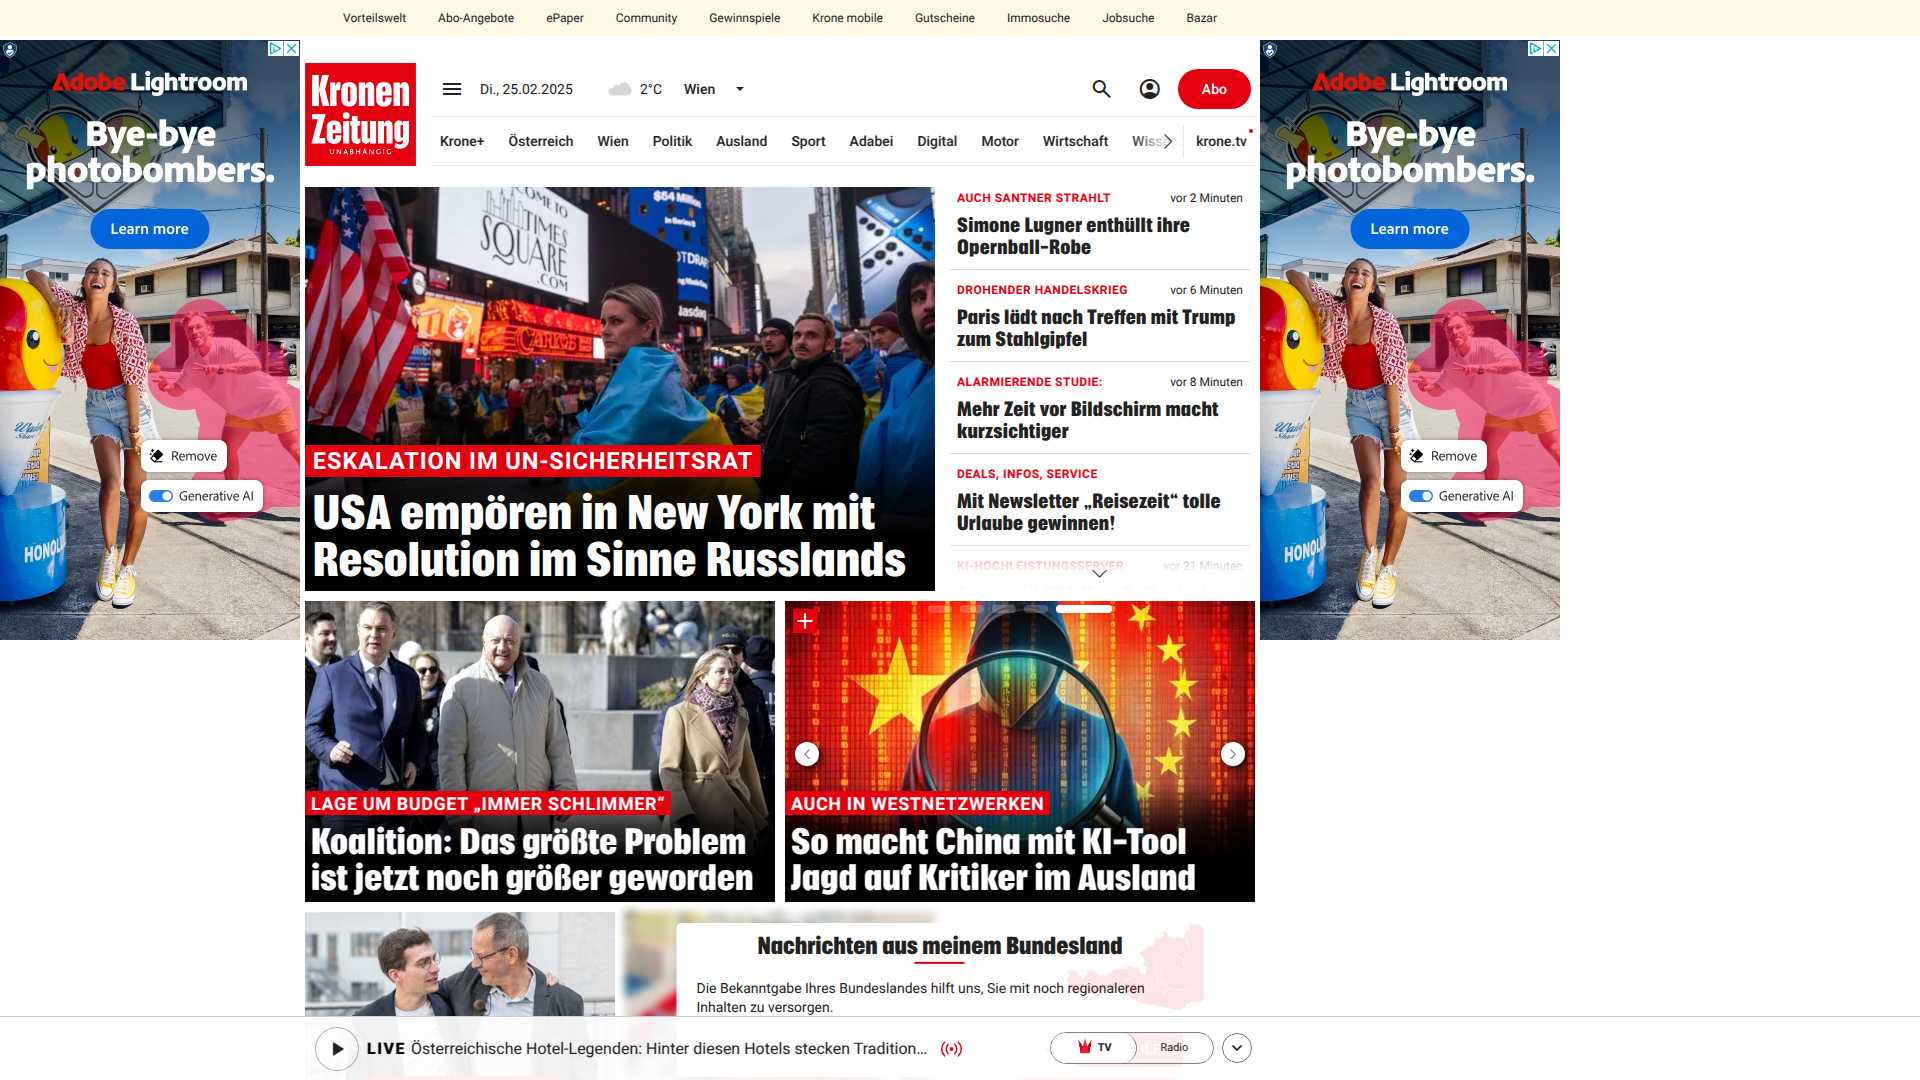 Vorteilswelt Abo-Angebote ePaper Community Gewinnspiele Krone mobile Gutscheine Immosuche Jobsuche Bazar
Adobe Lightroom
Bye-bye
photobombers.
Learn more
Remove
Generative AI
Kronen
Zeitung
UNABHÄNGIG
Di., 25.02.2025 2°C Wien
Abo
Krone+ Österreich Wien Politik Ausland Sport Adabei Digital Motor Wirtschaft Wiss krone.tv
TIMES
SQUARE
.COM
ESKALATION IM UN-SICHERHEITSRAT
USA empören in New York mit
Resolution im Sinne Russlands
AUCH SANTNER STRAHLT vor 2 Minuten
Simone Lugner enthüllt ihre
Opernball-Robe
DROHENDER HANDELSKRIEG vor 6 Minuten
Paris lädt nach Treffen mit Trump
zum Stahlgipfel
ALARMIERENDE STUDIE: vor 8 Minuten
Mehr Zeit vor Bildschirm macht
kurzsichtiger
DEALS, INFOS, SERVICE
Mit Newsletter „Reisezeit“ tolle
Urlaube gewinnen!
KI-HOCHLEISTUNGSSERVER vor 21 Minuten
LAGE UM BUDGET „IMMER SCHLIMMER“
Koalition: Das größte Problem
ist jetzt noch größer geworden
AUCH IN WESTNETZWERKEN
So macht China mit KI-Tool
Jagd auf Kritiker im Ausland
Nachrichten aus meinem Bundesland
Die Bekanntgabe Ihres Bundeslandes hilft uns, Sie mit noch regionaleren
Inhalten zu versorgen.
LIVE Österreichische Hotel-Legenden: Hinter diesen Hotels stecken Tradition...
TV Radio
Adobe Lightroom
Bye-bye
photobombers.
Learn more
Remove
Generative AI